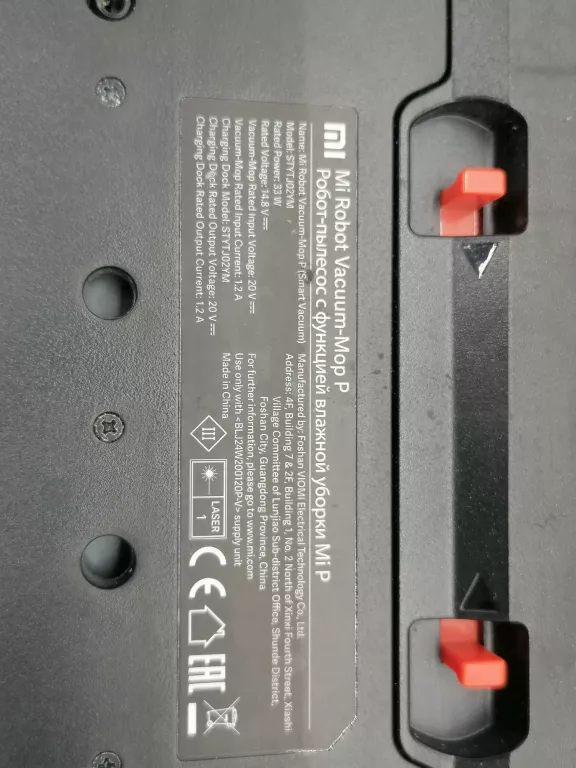 MI Mi Robot Vacuum-Mop P
Робот-пылесос с функцией влажной уборки Mi P
Name: Mi Robot Vacuum-Mop P (Smart Vacuum)
Model: STYTJ02YM
Rated Power: 33 W
Rated Voltage: 14.8 V⎓
Vacuum-Mop Rated Input Voltage: 20 V⎓
Vacuum-Mop Rated Input Current: 1.2 A
Charging Dock Model: STYTJ02YM
Charging Dock Rated Output Voltage: 20 V⎓
Charging Dock Rated Output Current: 1.2 A
Manufactured by: Foshan VIOMI Electrical Technology Co., Ltd.
Address: 4F, Building 7 & 2F, Building 1, No. 2 North of Xinxi Fourth Street, Xiashi
Village Committee of Lunjiao Sub-district Office, Shunde District,
Foshan City, Guangdong Province, China
For further information, please go to www.mi.com
Use only with <BLJ24W200120P-V> supply unit
Made in China
III
LASER
1
CE
EAC